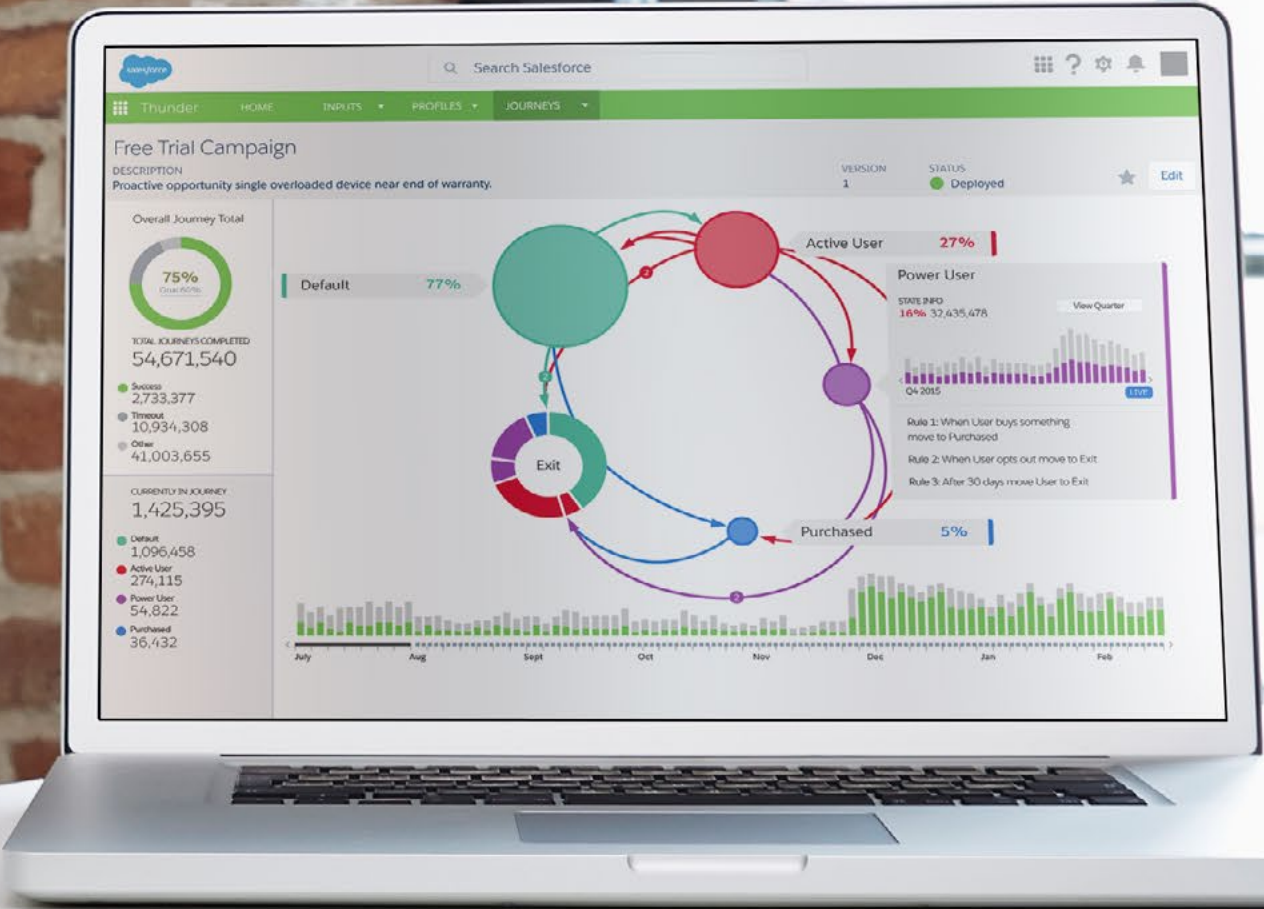 salesforce
Search Salesforce
?
Thunder
HOME
INPUTS
PROFILES
JOURNEYS
Free Trial Campaign
DESCRIPTION
Proactive opportunity single overloaded device near end of warranty.
VERSION
1
STATUS
Deployed
Edit
Overall Journey Total
75%
Goal 60%
TOTAL JOURNEYS COMPLETED
54,671,540
Success
2,733,377
Timeout
10,934,308
Other
41,003,655
CURRENTLY IN JOURNEY
1,425,395
Default
1,096,458
Active User
274,115
Power User
54,822
Purchased
36,432
Default 77%
Active User 27%
2
Power User
STATE INFO
16% 32,435,478
View Quarter
Q4 2015
LIVE
Rule 1: When User buys something
move to Purchased
Rule 2: When User opts out move to Exit
Rule 3: After 30 days move User to Exit
2
Exit
Purchased 5%
2
July Aug Sept Oct Nov Dec Jan Feb